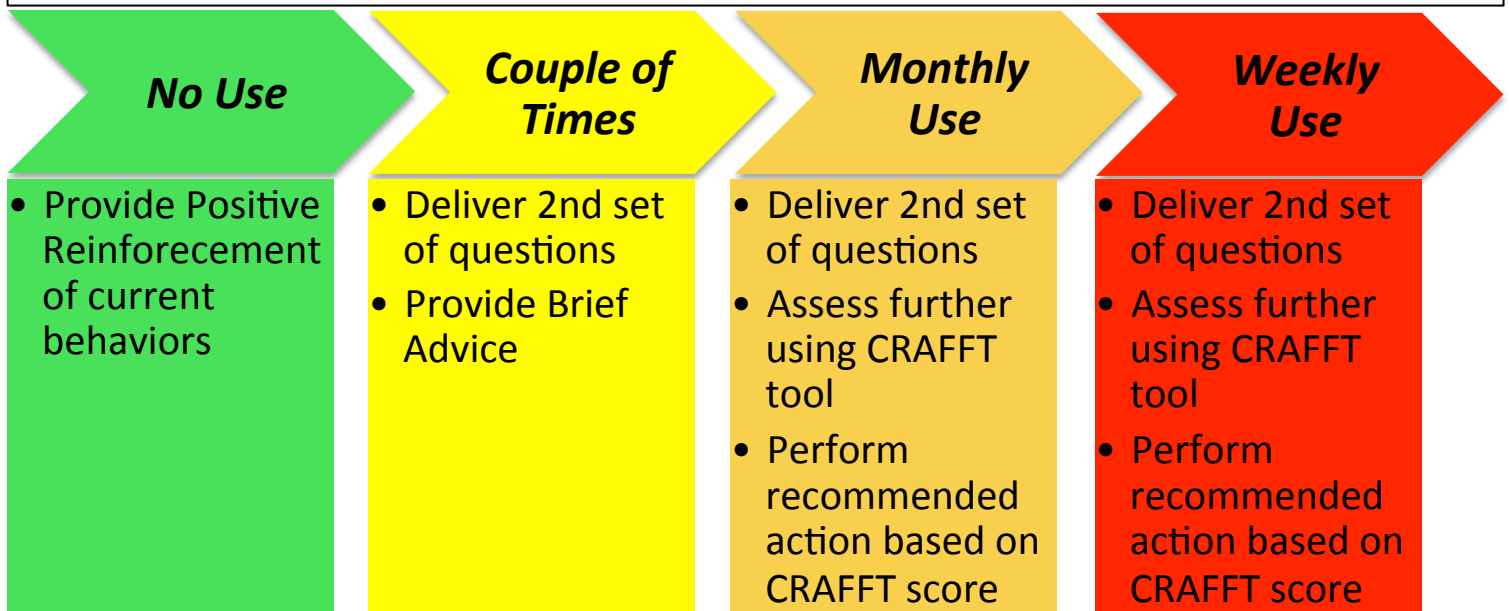 No Use
• Provide Positive
Reinforecement
of current
behaviors
Couple of
Times
• Deliver 2nd set
of questions
• Provide Brief
Advice
Monthly
Use
• Deliver 2nd set
of questions
• Assess further
using CRAFFT
tool
• Perform
recommended
action based on
CRAFFT score
Weekly
Use
• Deliver 2nd set
of questions
• Assess further
using CRAFFT
tool
• Perform
recommended
action based on
CRAFFT score